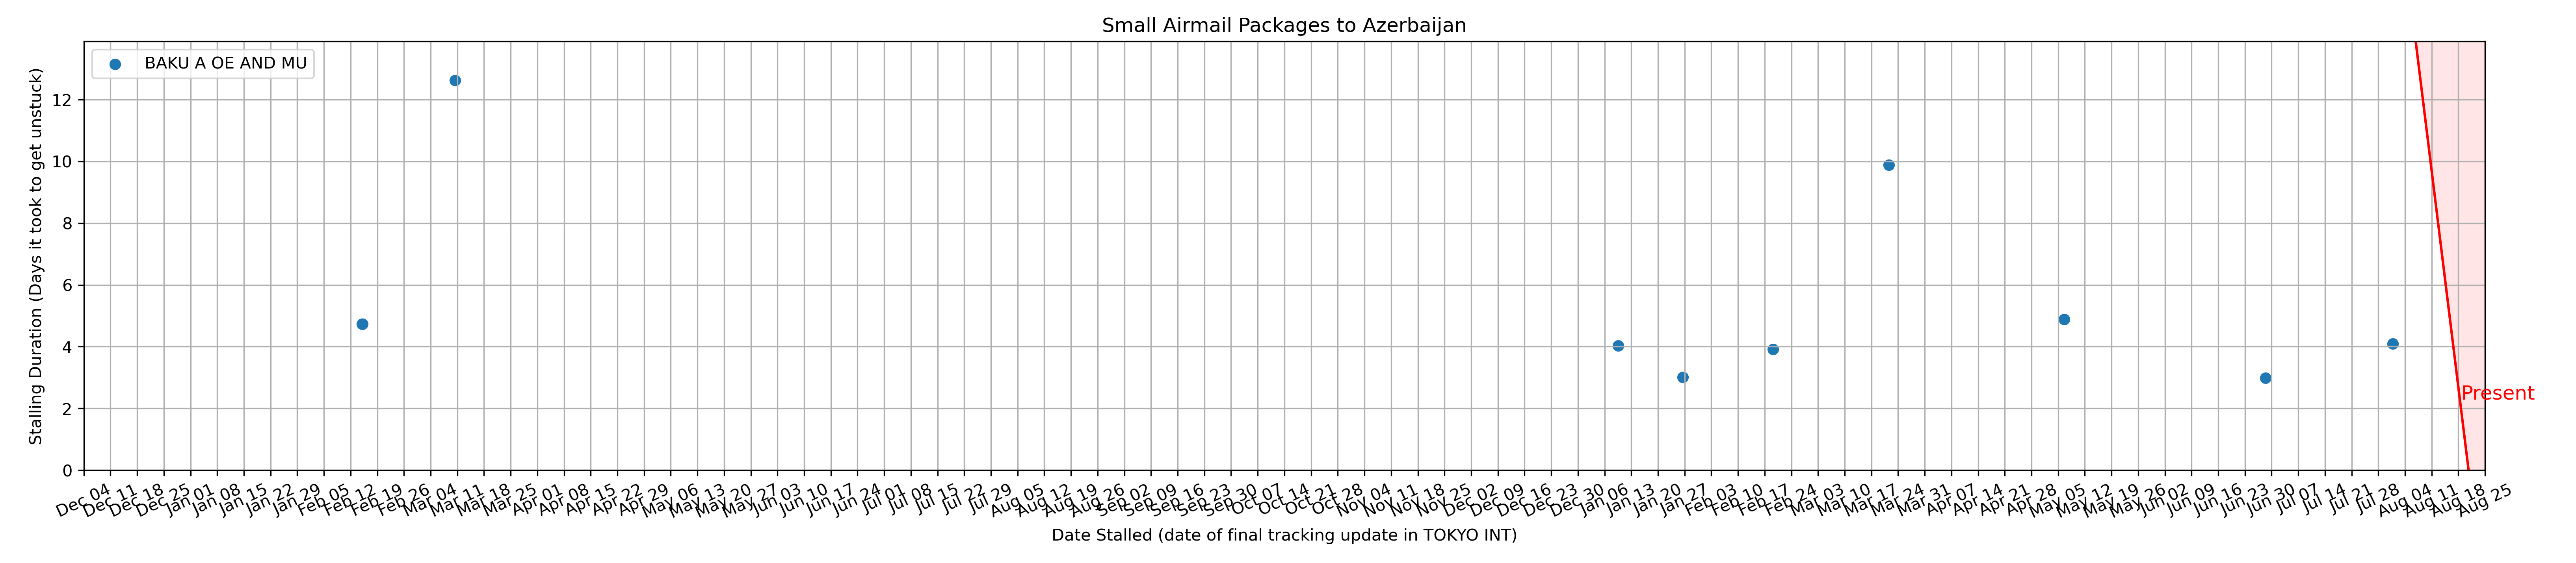 Small Airmail Packages to Azerbaijan
BAKU A OE AND MU
Stalling Duration (Days it took to get unstuck)
12
10
8
6
4
2
0
Present
Dec 04
Dec 11
Dec 18
Dec 25
Jan 01
Jan 08
Jan 15
Jan 22
Jan 29
Feb 05
Feb 12
Feb 19
Feb 26
Mar 04
Mar 11
Mar 18
Mar 25
Apr 01
Apr 08
Apr 15
Apr 22
Apr 29
May 06
May 13
May 20
May 27
Jun 03
Jun 10
Jun 17
Jun 24
Jul 01
Jul 08
Jul 15
Jul 22
Jul 29
Aug 05
Aug 12
Aug 19
Aug 26
Sep 02
Sep 09
Sep 16
Sep 23
Sep 30
Oct 07
Oct 14
Oct 21
Oct 28
Nov 04
Nov 11
Nov 18
Nov 25
Dec 02
Dec 09
Dec 16
Dec 23
Dec 30
Jan 06
Jan 13
Jan 20
Jan 27
Feb 03
Feb 10
Feb 17
Feb 24
Mar 03
Mar 10
Mar 17
Mar 24
Mar 31
Apr 07
Apr 14
Apr 21
Apr 28
May 05
May 12
May 19
May 26
Jun 02
Jun 09
Jun 16
Jun 23
Jun 30
Jul 07
Jul 14
Jul 21
Jul 28
Aug 04
Aug 11
Aug 18
Aug 25
Date Stalled (date of final tracking update in TOKYO INT)